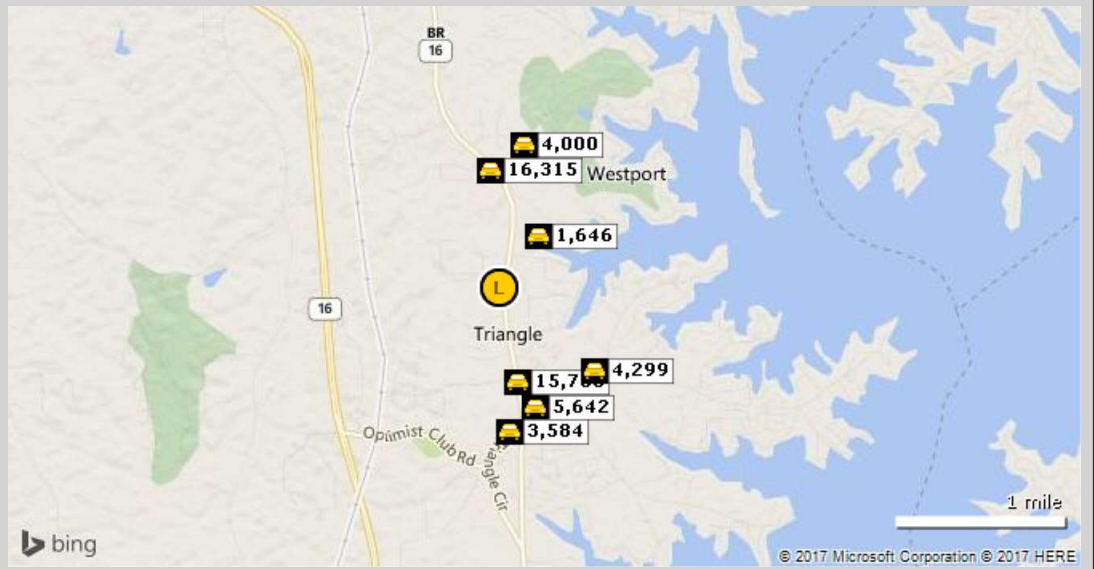 BR
16
4,000
16,315
Westport
1,646
L
16
Triangle
4,299
5,642
3,584
Optimist Club Rd
1 mile
bing
© 2017 Microsoft Corporation © 2017 HERE